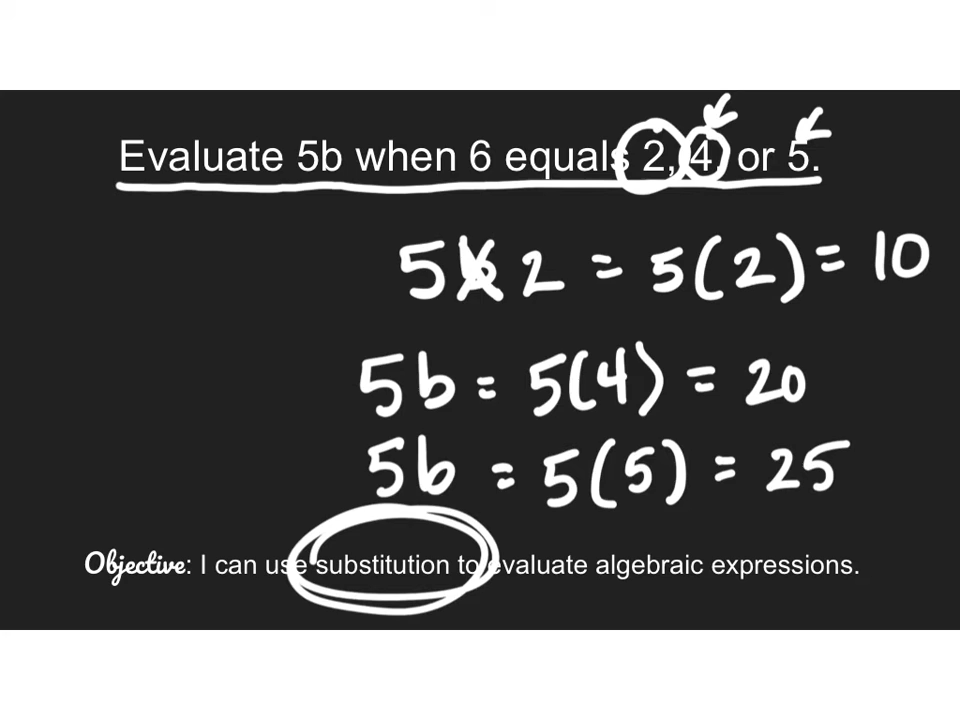 Evaluate 5b when 6 equals 2, 4, or 5.
5b 2 = 5(2) = 10
5b = 5(4) = 20
5b = 5(5) = 25
Objective: I can use substitution to evaluate algebraic expressions.